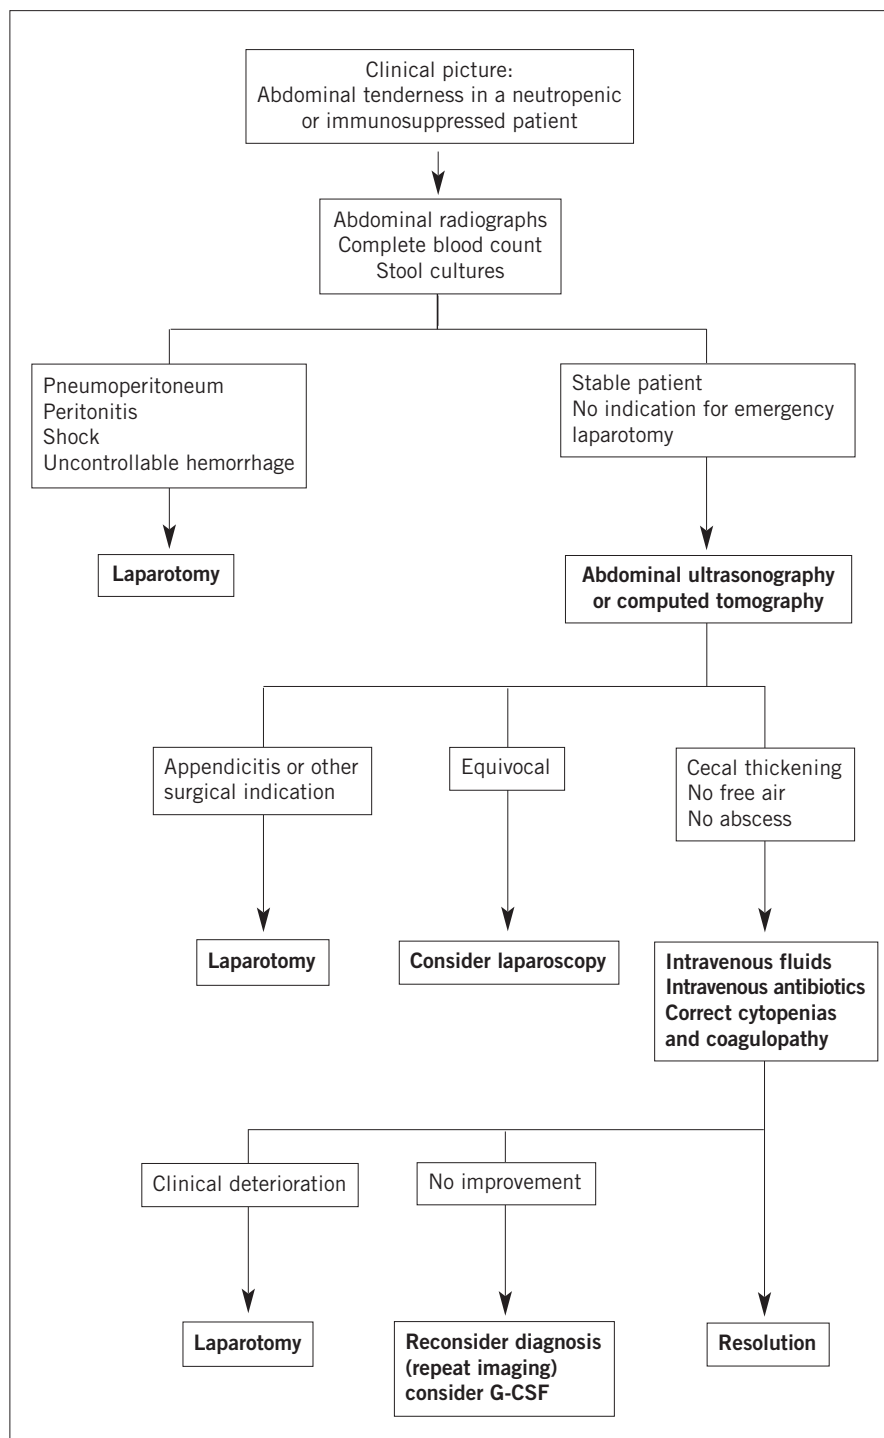 Clinical picture:
Abdominal tenderness in a neutropenic
or immunosuppressed patient
Abdominal radiographs
Complete blood count
Stool cultures
Pneumoperitoneum
Peritonitis
Shock
Uncontrollable hemorrhage
Stable patient
No indication for emergency
laparotomy
Laparotomy
Abdominal ultrasonography
or computed tomography
Appendicitis or other
surgical indication
Equivocal
Cecal thickening
No free air
No abscess
Laparotomy
Consider laparoscopy
Intravenous fluids
Intravenous antibiotics
Correct cytopenias
and coagulopathy
Clinical deterioration
No improvement
Laparotomy
Reconsider diagnosis
(repeat imaging)
consider G-CSF
Resolution